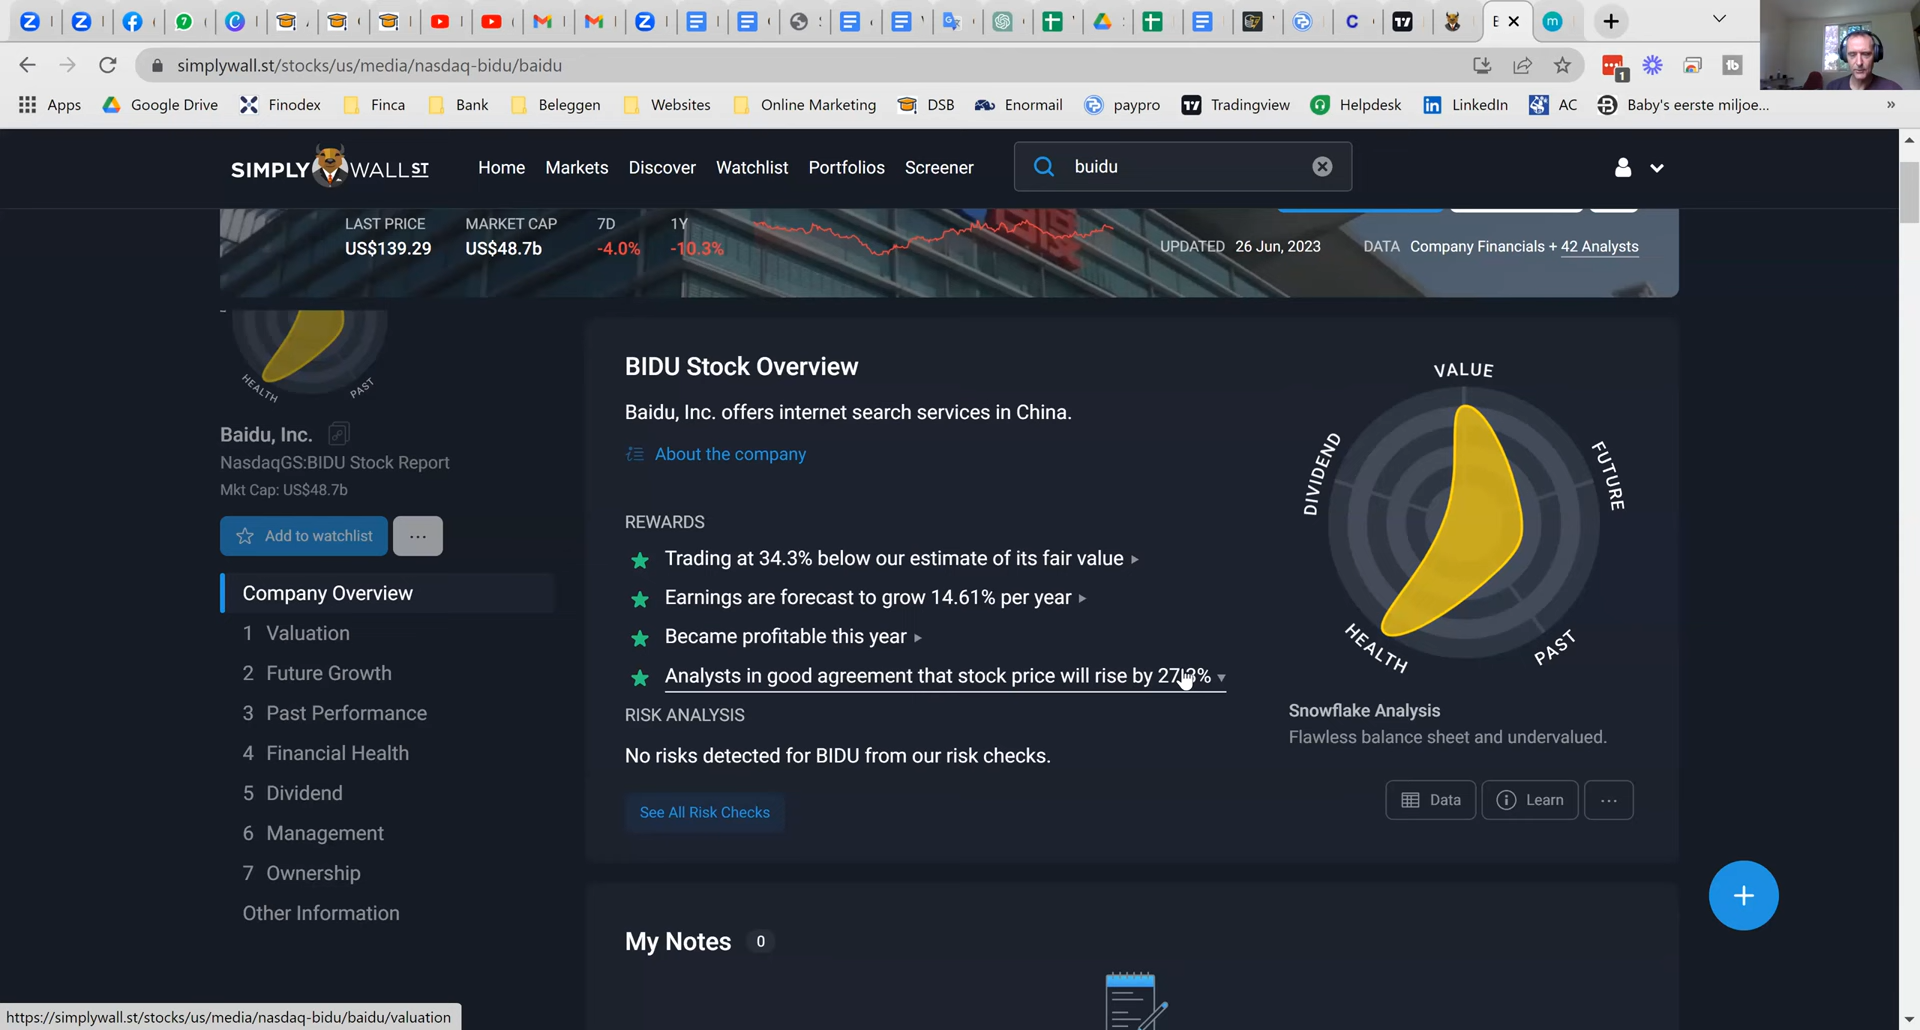 simplywall.st/stocks/us/media/nasdaq-bidu/baidu
1
Apps Google Drive Finodex Finca Bank Beleggen Websites Online Marketing DSB Enormail paypro Tradingview Helpdesk LinkedIn AC Baby's eerste miljoe... »
SIMPLY WALL ST Home Markets Discover Watchlist Portfolios Screener buidu
LAST PRICE MARKET CAP 7D 1Y
US$139.29 US$48.7b -4.0% -10.3%
UPDATED 26 Jun, 2023 DATA Company Financials + 42 Analysts
HEALTH PAST
Baidu, Inc.
NasdaqGS:BIDU Stock Report
Mkt Cap: US$48.7b
Add to watchlist ...
Company Overview
1 Valuation
2 Future Growth
3 Past Performance
4 Financial Health
5 Dividend
6 Management
7 Ownership
Other Information
BIDU Stock Overview
Baidu, Inc. offers internet search services in China.
About the company
REWARDS
Trading at 34.3% below our estimate of its fair value
Earnings are forecast to grow 14.61% per year
Became profitable this year
Analysts in good agreement that stock price will rise by
RISK ANALYSIS
No risks detected for BIDU from our risk checks.
See All Risk Checks
VALUE
FUTURE
PAST
HEALTH
DIVIDEND
Snowflake Analysis
Flawless balance sheet and undervalued.
Data Learn ...
My Notes 0
https://simplywall.st/stocks/us/media/nasdaq-bidu/baidu/valuation